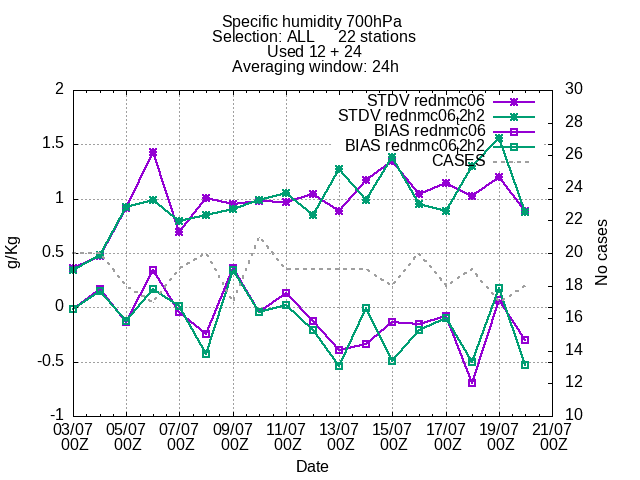 Specific humidity 700hPa
Selection: ALL 22 stations
Used 12 + 24
Averaging window: 24h
STDV rednmc06
STDV rednmc06,2h2
BIAS rednmc06
BIAS rednmc06,2h2
CASES
2
1.5
1
0.5
0
-0.5
-1
30
28
26
24
22
20
18
16
14
12
10
g/Kg
No cases
03/07 05/07 07/07 09/07 11/07 13/07 15/07 17/07 19/07 21/07
00Z 00Z 00Z 00Z 00Z 00Z 00Z 00Z 00Z 00Z
Date